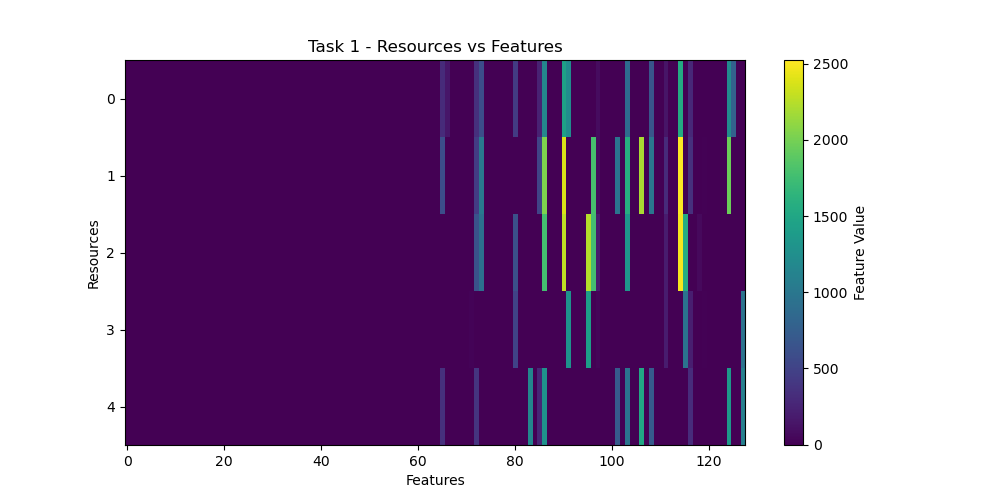 Task 1 - Resources vs Features
0
1
2
3
4
Resources
0 20 40 60 80 100 120
Features
2500
2000
1500
1000
500
0
Feature Value